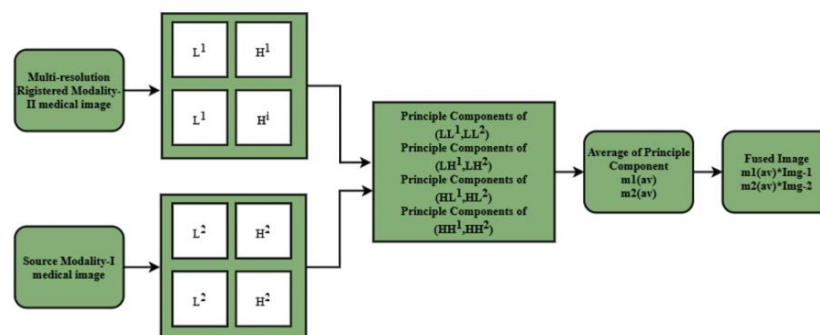 Multi-resolution
Rigistered Modality-
II medical image
L¹
H¹
L¹
Hⁱ
Source Modality-I
medical image
L²
H²
L²
H²
Principle Components of
(LL¹,LL²)
Principle Components of
(LH¹,LH²)
Principle Components of
(HL¹,HL²)
Principle Components of
(HH¹,HH²)
Average of Principle
Component
m1(av)
m2(av)
Fused Image
m1(av)*Img-1
m2(av)*Img-2